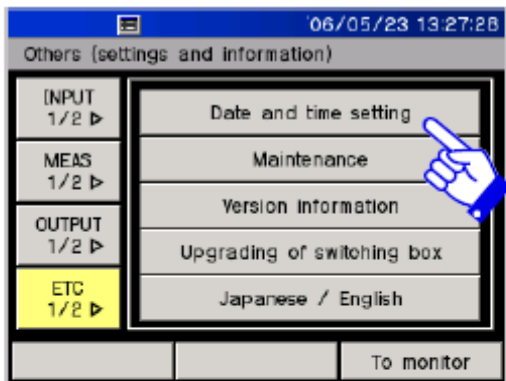 '06/05/23 13:27:28
Others (settings and information)
INPUT
1/2 ▷
Date and time setting
MEAS
1/2 ▷
Maintenance
Version information
OUTPUT
1/2 ▷
Upgrading of switching box
ETC
1/2 ▷
Japanese / English
To monitor